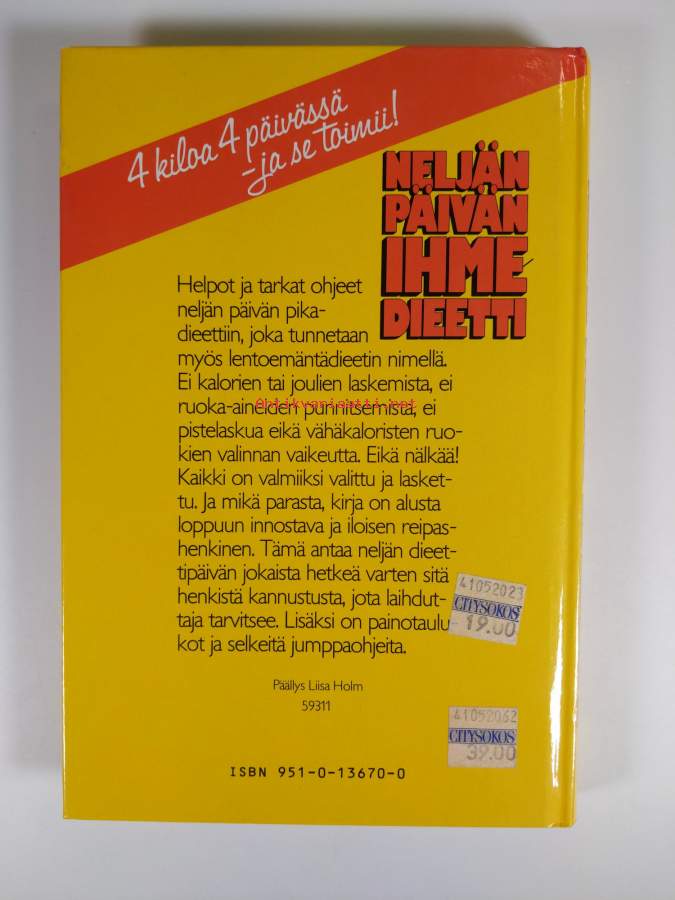 4 kiloa 4 päivässä
-ja se toimii!
NELJÄN
PÄIVÄN
IHME
DIEETTI
Helpot ja tarkat ohjeet
neljän päivän pika-
dieettiin, joka tunnetaan
myös lentoemäntädieetin nimellä.
Ei kalorien tai joulien laskemista, ei
Antikvariaatti.net
ruoka-aineiden punnitsemista, ei
pistelaskua eikä vähäkaloristen ruo-
kien valinnan vaikeutta. Eikä nälkää!
Kaikki on valmiiksi valittu ja lasket-
tu. Ja mikä parasta, kirja on alusta
loppuun innostava ja iloisen reipas-
henkinen. Tämä antaa neljän dieet-
tipäivän jokaista hetkeä varten sitä
henkistä kannustusta, jota laihdut-
taja tarvitsee. Lisäksi on painotaulu-
kot ja selkeitä jumppaohjeita.
41052023
CITYSOKOS
19.00
Päällys Liisa Holm
59311
41052062
CITYSOKOS
39.00
ISBN 951-0-13670-0